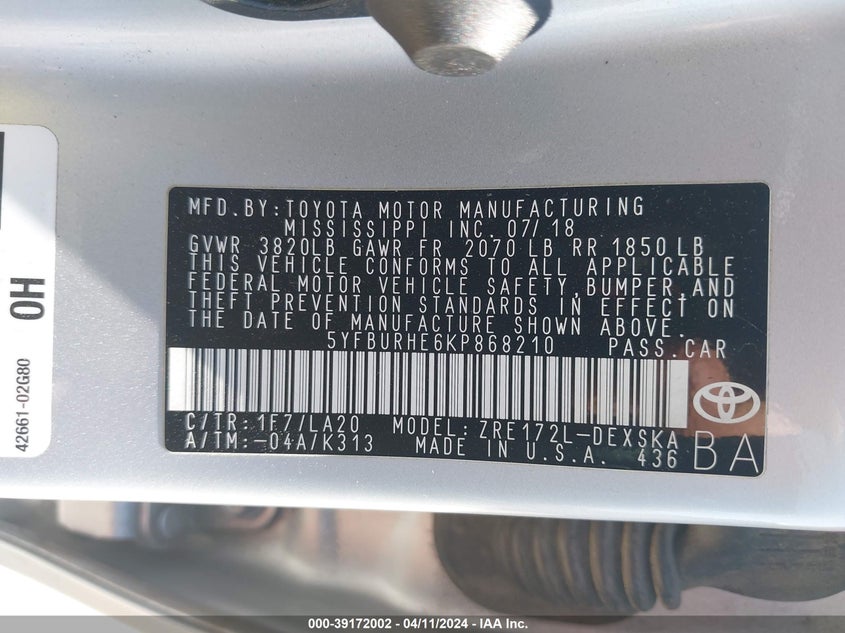 MFD.BY:TOYOTA MOTOR MANUFACTURING
MISSISSIPPI INC. 07/18
GVWR 3820LB GAWR FR 2070 LB RR 1850 LB
THIS VEHICLE CONFORMS TO ALL APPLICABLE
FEDERAL MOTOR VEHICLE SAFETY, BUMPER, AND
THEFT PREVENTION STANDARDS IN EFFECT ON
THE DATE OF MANUFACTURE SHOWN ABOVE.
5YFBURHE6KP868210 PASS.CAR
C/TR:1F7/LA20 MODEL:ZRE172L-DEXSKA
A/TM:-04A/K313 MADE IN U.S.A. 436
BA
42661-02G80
OH
000-39172002 - 04/11/2024 - IAA Inc.